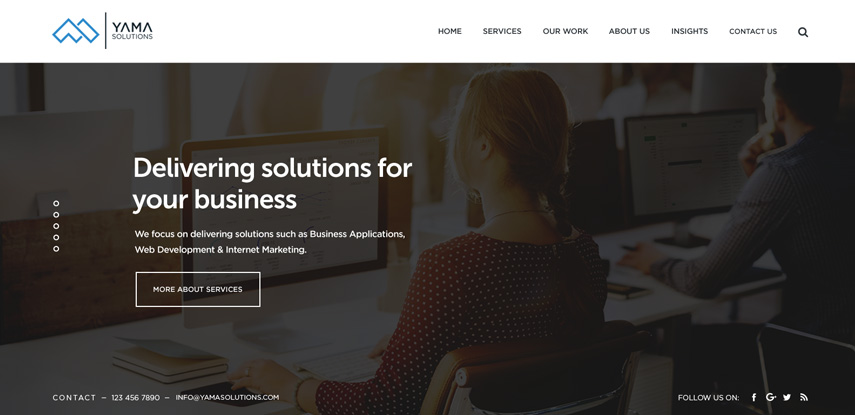 YAMA
SOLUTIONS
HOME SERVICES OUR WORK ABOUT US INSIGHTS CONTACT US
Delivering solutions for
your business
We focus on delivering solutions such as Business Applications,
Web Development & Internet Marketing.
MORE ABOUT SERVICES
CONTACT – 123 456 7890 – INFO@YAMASOLUTIONS.COM
FOLLOW US ON: